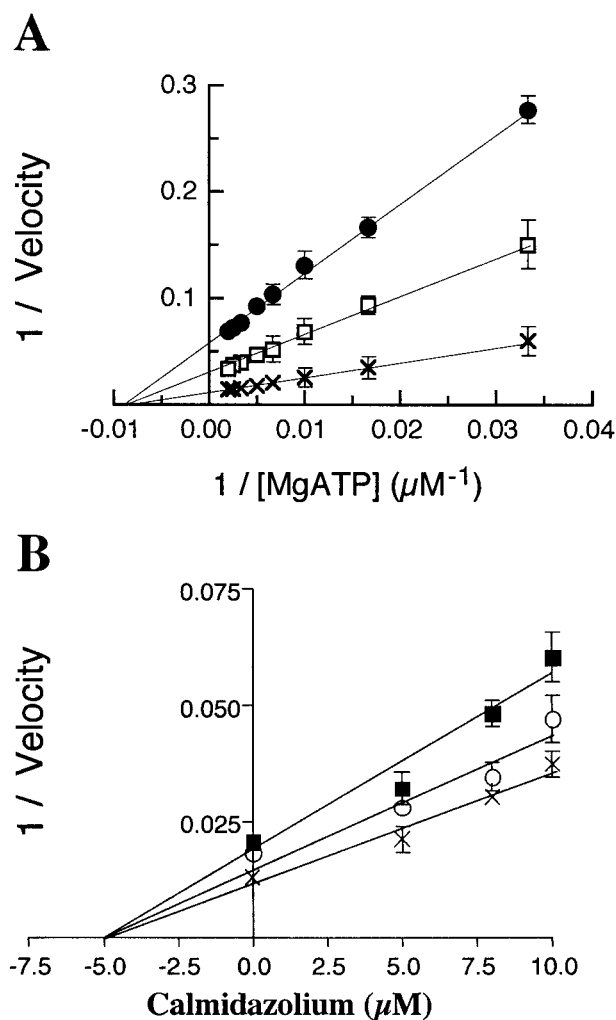 A
1 / Velocity
0.3
0.2
0.1
-0.01 0.00 0.01 0.02 0.03 0.04
1 / [MgATP] (µM⁻¹)
B
1 / Velocity
0.075
0.050
0.025
-7.5 -5.0 -2.5 0.0 2.5 5.0 7.5 10.0
Calmidazolium (µM)